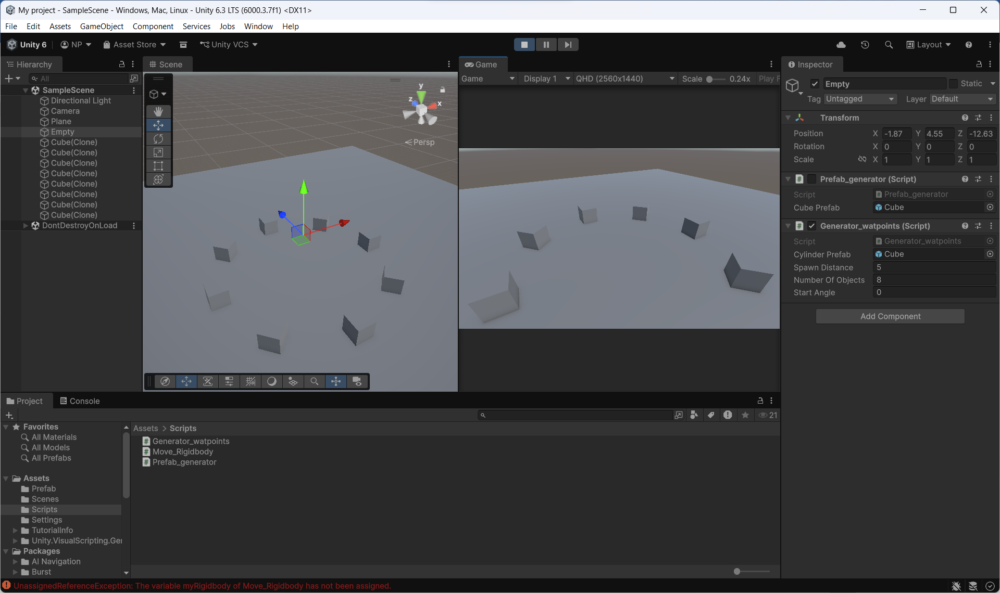 My project - SampleScene - Windows, Mac, Linux - Unity 6.3 LTS (6000.3.7f1) <DX11>
File Edit Assets GameObject Component Services Jobs Window Help
Unity 6 NP Asset Store Unity VCS Layout
Hierarchy
All
SampleScene
Directional Light
Camera
Plane
Empty
Cube(Clone)
Cube(Clone)
Cube(Clone)
Cube(Clone)
Cube(Clone)
Cube(Clone)
Cube(Clone)
Cube(Clone)
DontDestroyOnLoad
Scene
y
z
x
Persp
Game
Game Display 1 QHD (2560x1440) Scale 0.24x Play F
Inspector
Empty Static
Tag Untagged Layer Default
Transform
Position X -1.87 Y 4.55 Z -12.63
Rotation X 0 Y 0 Z 0
Scale X 1 Y 1 Z 1
# Prefab_generator (Script)
Script Prefab_generator
Cube Prefab Cube
# Generator_watpoints (Script)
Script Generator_watpoints
Cylinder Prefab Cube
Spawn Distance 5
Number Of Objects 8
Start Angle 0
Add Component
Project Console
21
Favorites
All Materials
All Models
All Prefabs
Assets
Prefab
Scenes
Scripts
Settings
TutorialInfo
Unity.VisualScripting.Ger
Packages
AI Navigation
Burst
Assets > Scripts
# Generator_watpoints
# Move_Rigidbody
# Prefab_generator
UnassignedReferenceException: The variable myRigidbody of Move_Rigidbody has not been assigned.